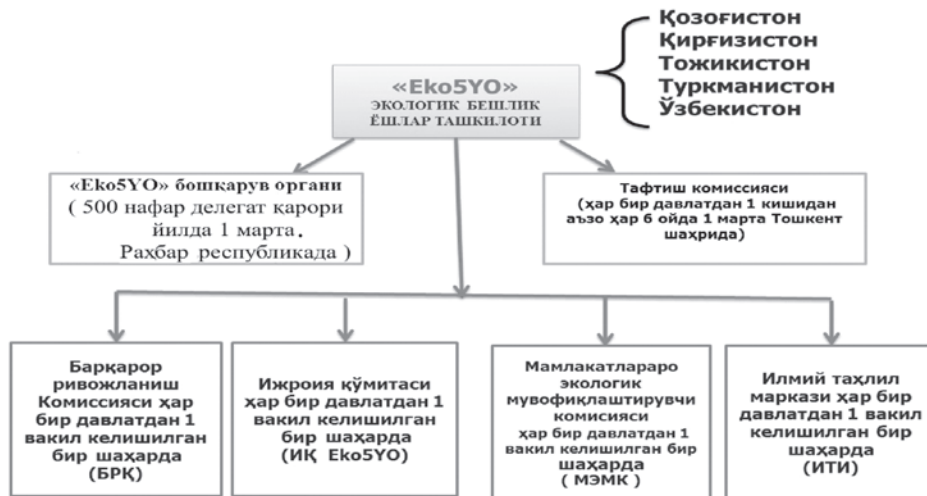 Қозоғистон
Қирғизистон
Тожикистон
Туркманистон
Ўзбекистон
«Eko5YO»
ЭКОЛОГИК БЕШЛИК
ЁШЛАР ТАШКИЛОТИ
«Eko5YO» бошқарув органи
( 500 нафар делегат қарори
йилда 1 марта.
Раҳбар республикада )
Тафтиш комиссияси
(ҳар бир давлатдан 1 кишидан
аъзо ҳар 6 ойда 1 марта Тошкент
шаҳрида)
Барқарор
ривожланиш
Комиссияси ҳар
бир давлатдан 1
вакил келишилган
бир шаҳарда
(БРҚ)
Ижроия қўмитаси
ҳар бир давлатдан 1
вакил келишилган
бир шаҳарда
(ИҚ Eko5YO)
Мамлакатлараро
экологик
мувофиқлаштирувчи
комисияси
ҳар бир давлатдан 1
вакил келишилган бир
шаҳарда
( МЭМК )
Илмий таҳлил
маркази ҳар бир
давлатдан 1 вакил
келишилган бир
шаҳарда
(ИТИ)